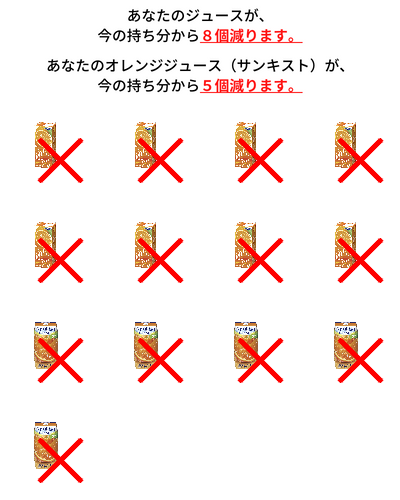 あなたのジュースが、
今の持ち分から８個減ります。
あなたのオレンジジュース（サンキスト）が、
今の持ち分から５個減ります。